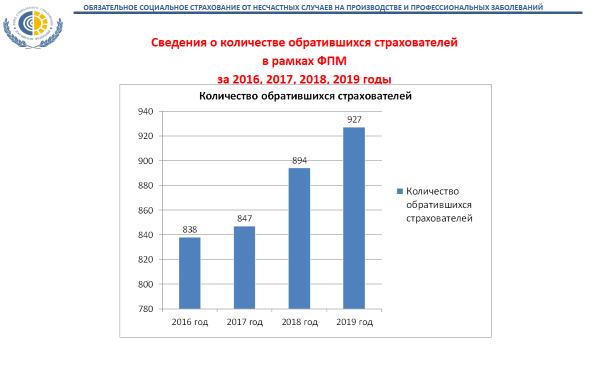 ОБЯЗАТЕЛЬНОЕ СОЦИАЛЬНОЕ СТРАХОВАНИЕ ОТ НЕСЧАСТНЫХ СЛУЧАЕВ НА ПРОИЗВОДСТВЕ И ПРОФЕССИОНАЛЬНЫХ ЗАБОЛЕВАНИЙ
Сведения о количестве обратившихся страхователей
в рамках ФПМ
за 2016, 2017, 2018, 2019 годы
Количество обратившихся страхователей
940
920
900
880
860
840
820
800
780
838
847
894
927
2016 год
2017 год
2018 год
2019 год
Количество
обратившихся
страхователей